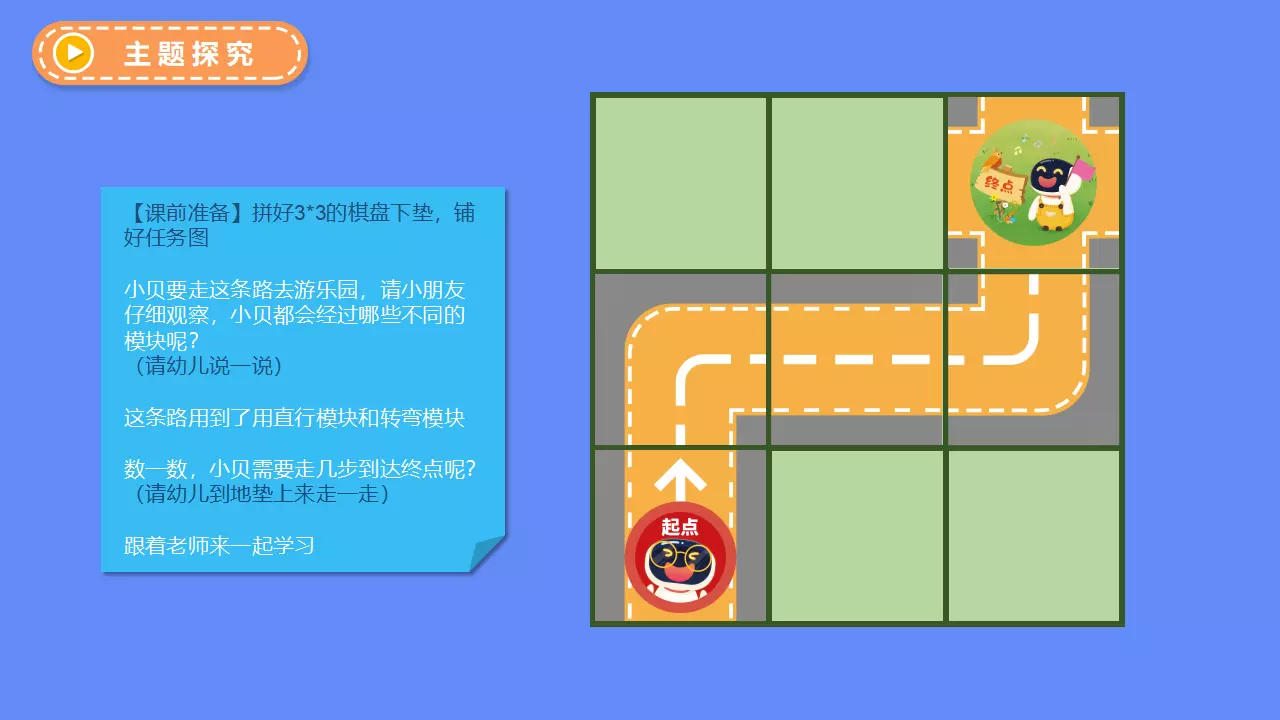 主题探究
【课前准备】拼好3*3的棋盘下垫，铺
好任务图
小贝要走这条路去游乐园，请小朋友
仔细观察，小贝都会经过哪些不同的
模块呢？
（请幼儿说一说）
这条路用到了用直行模块和转弯模块
数一数，小贝需要走几步到达终点呢？
（请幼儿到地垫上来走一走）
跟着老师来一起学习
终点
起点